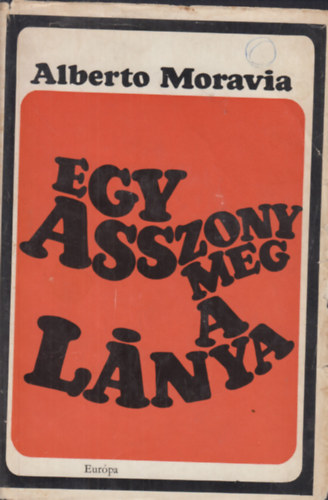 Alberto Moravia
EGY
ASSZONY
MEG
A
LÁNYA
Európa